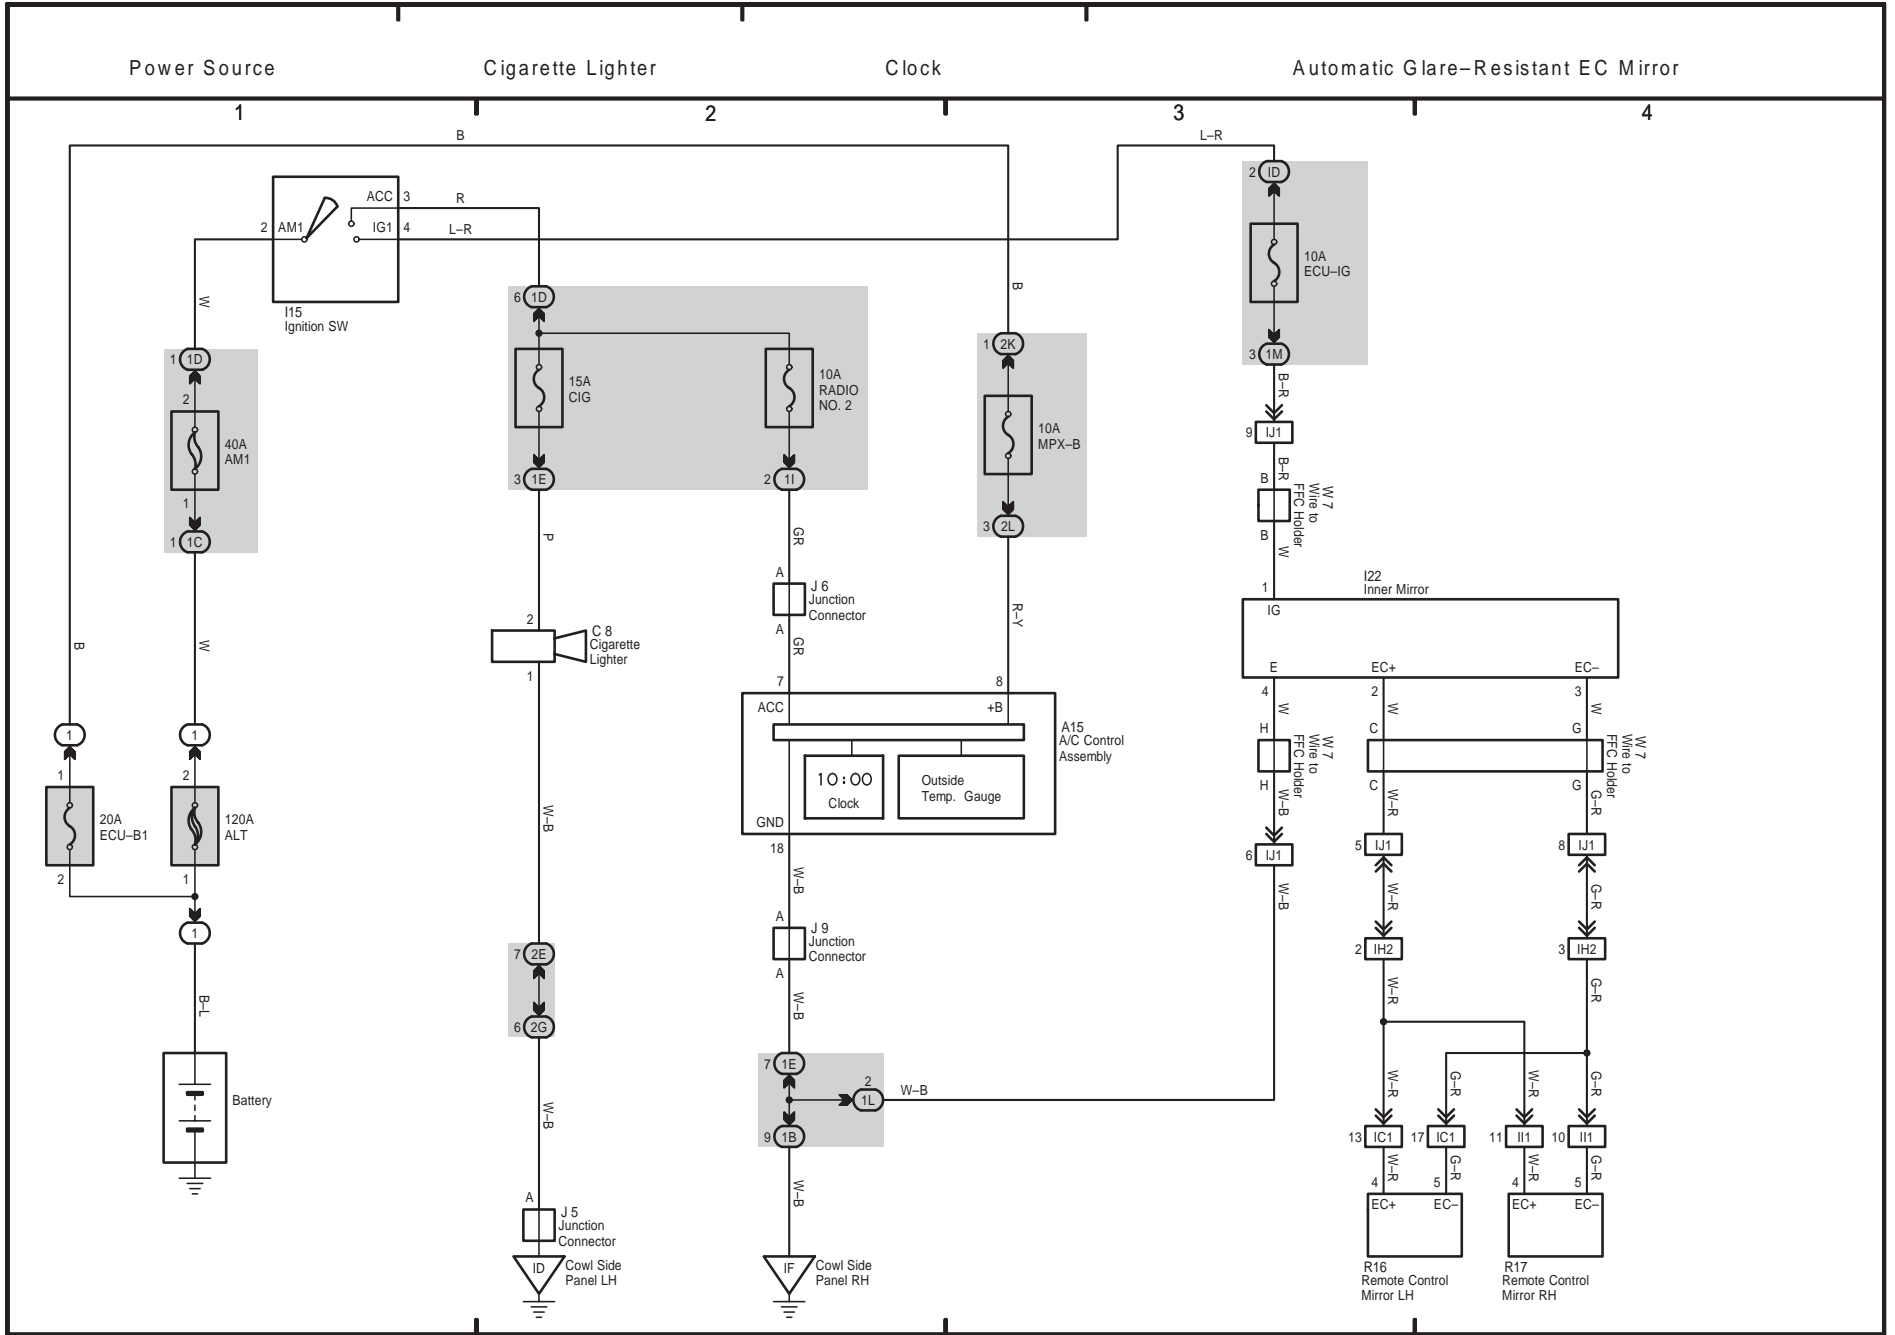 Power Source
Cigarette Lighter
Clock
Automatic Glare–Resistant EC Mirror
1
2
3
4
B
L–R
2 AM1
ACC 3
IG1 4
R
L–R
I15
Ignition SW
W
1 1D
2
40A
AM1
1
1 1C
W
B
1
1
1
20A
ECU–B1
2
2
120A
ALT
1
1
B–L
Battery
6 1D
15A
CIG
3 1E
10A
RADIO
NO. 2
2 1I
P
2
C 8
Cigarette
Lighter
1
W–B
7 2E
6 2G
W–B
A
J 5
Junction
Connector
ID
Cowl Side
Panel LH
GR
A
J 6
Junction
Connector
A
GR
B
1 2K
10A
MPX–B
3 2L
R–Y
7
8
ACC
+B
A15
A/C Control
Assembly
10:00
Clock
Outside
Temp. Gauge
GND
18
W–B
A
J 9
Junction
Connector
A
W–B
7 1E
2
1L
W–B
9 1B
W–B
IF
Cowl Side
Panel RH
2 ID
10A
ECU–IG
3 1M
B–R
9 IJ1
B–R
B
W 7
Wire to
FFC Holder
B
W
1
I22
Inner Mirror
IG
E
EC+
EC–
4
2
3
W
W
W
H
C
G
W 7
Wire to
FFC Holder
W 7
Wire to
FFC Holder
H
C
G
W–B
W–R
G–R
6 IJ1
5 IJ1
8 IJ1
W–B
W–R
G–R
2 IH2
3 IH2
W–R
G–R
W–R
G–R
W–R
G–R
13 IC1
17 IC1
11 II1
10 II1
W–R
G–R
W–R
G–R
4
5
4
5
EC+
EC–
EC+
EC–
R16
Remote Control
Mirror LH
R17
Remote Control
Mirror RH